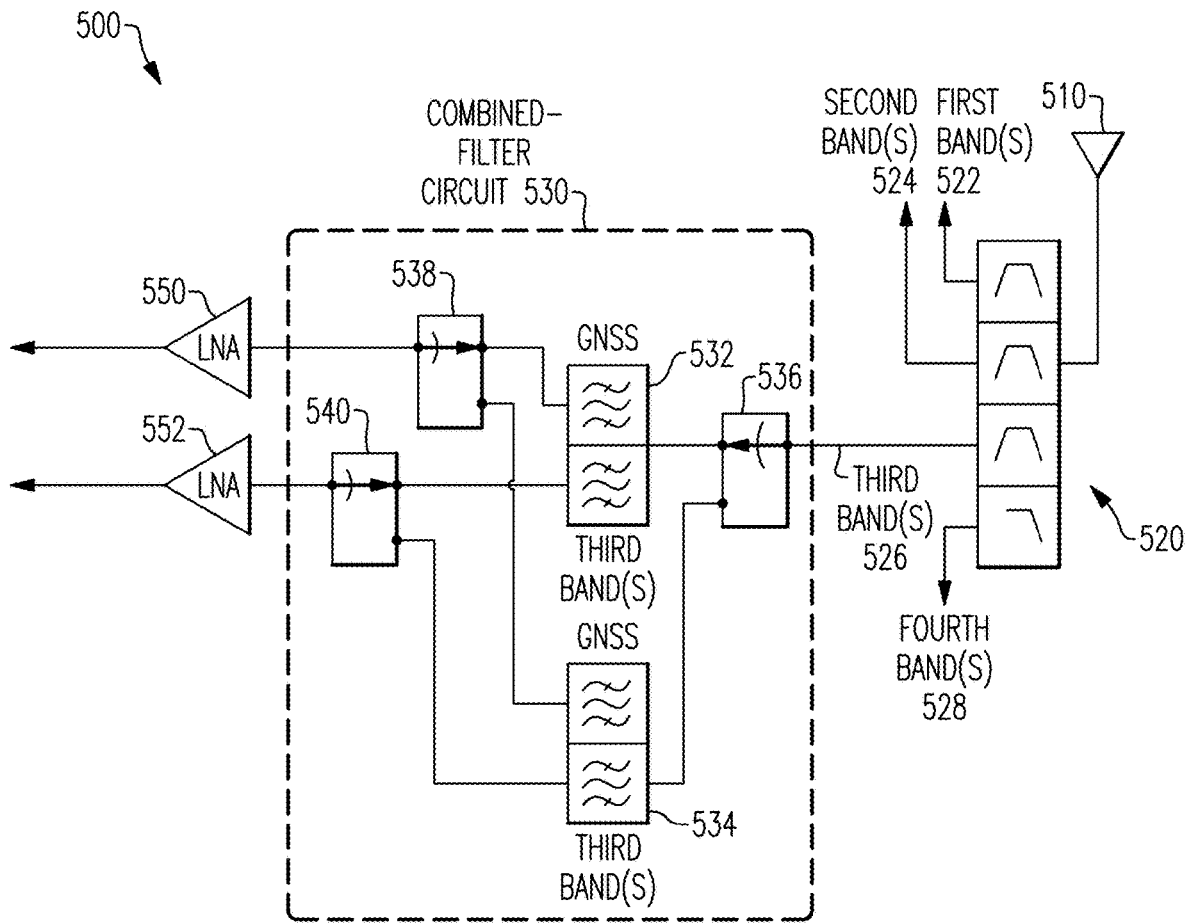 500
COMBINED-
FILTER
CIRCUIT 530
SECOND
BAND(S)
524
FIRST
BAND(S)
522
510
550
LNA
538
GNSS
532
536
552
LNA
540
THIRD
BAND(S)
THIRD
BAND(S)
526
520
GNSS
FOURTH
BAND(S)
528
534
THIRD
BAND(S)